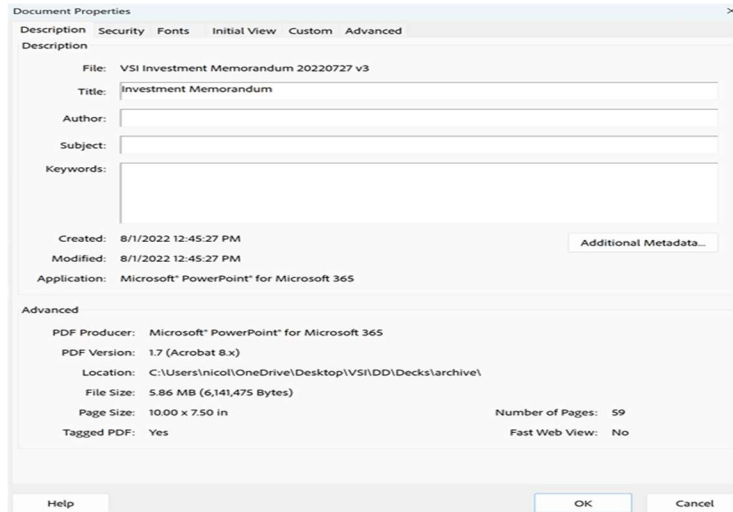 Document Properties
Description Security Fonts Initial View Custom Advanced
Description
File: VSI Investment Memorandum 20220727 v3
Title: Investment Memorandum
Author:
Subject:
Keywords:
Created: 8/1/2022 12:45:27 PM
Additional Metadata...
Modified: 8/1/2022 12:45:27 PM
Application: Microsoft® PowerPoint® for Microsoft 365
Advanced
PDF Producer: Microsoft® PowerPoint® for Microsoft 365
PDF Version: 1.7 (Acrobat 8.x)
Location: C:\Users\nicol\OneDrive\Desktop\VSI\DD\Decks\archive\
File Size: 5.86 MB (6,141,475 Bytes)
Page Size: 10.00 x 7.50 in Number of Pages: 59
Tagged PDF: Yes Fast Web View: No
Help OK Cancel